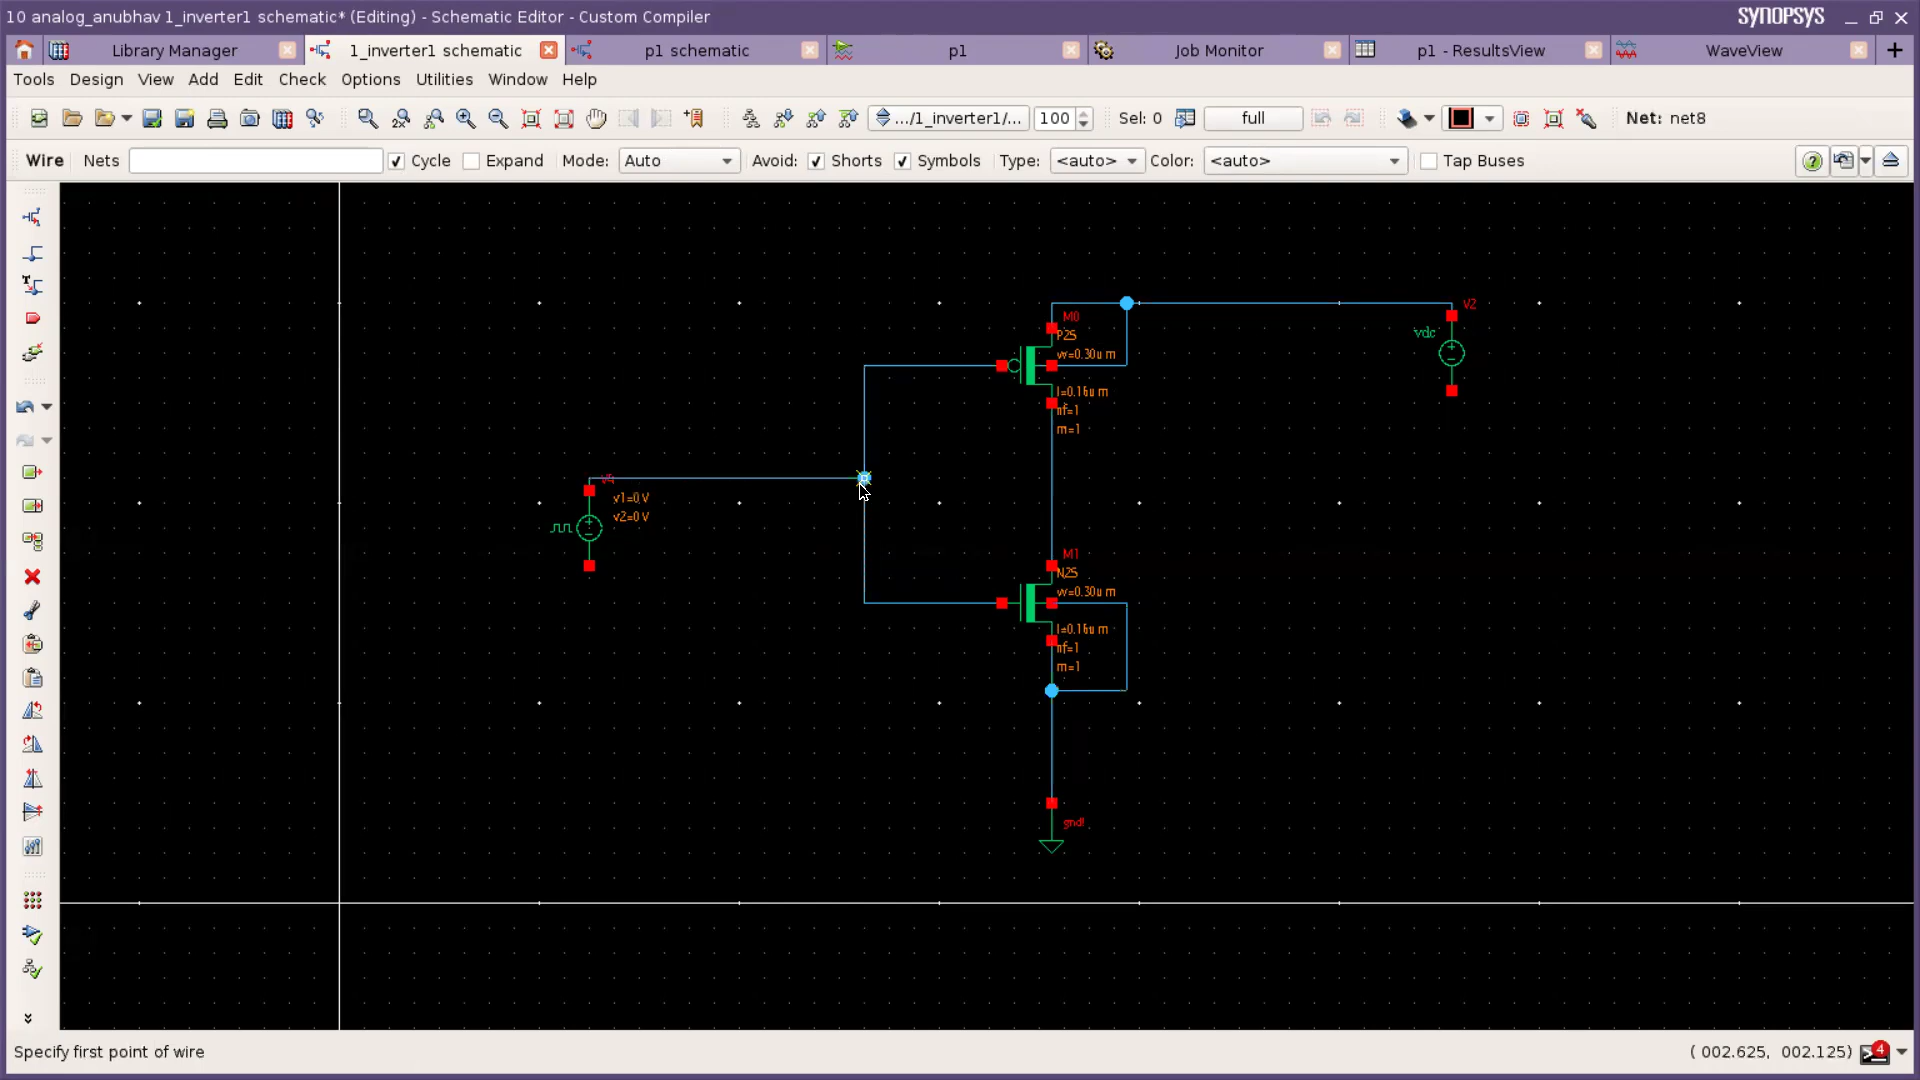 10 analog_anubhav 1_inverter1 schematic* (Editing) - Schematic Editor - Custom Compiler
SYNOPSYS
Library Manager
1_inverter1 schematic
p1 schematic
p1
Job Monitor
p1 - ResultsView
WaveView
Tools Design View Add Edit Check Options Utilities Window Help
.../1_inverter1/... 100 Sel: 0 full Net: net8
Wire Nets Cycle Expand Mode: Auto Avoid: Shorts Symbols Type: <auto> Color: <auto> Tap Buses
V2
vdc
M0
P25
w=0.30u m
l=0.16u m
nf=1
m=1
v1=0 V
v2=0 V
M1
N25
w=0.30u m
l=0.16u m
nf=1
m=1
gnd!
Specify first point of wire
( 002.625, 002.125)
4